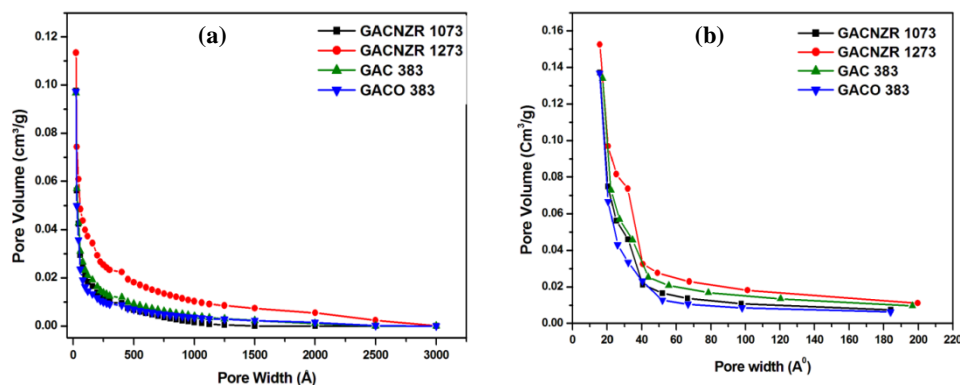 (a)
GACNZR 1073
GACNZR 1273
GAC 383
GACO 383
Pore Volume (cm³/g)
0.12
0.10
0.08
0.06
0.04
0.02
0.00
0 500 1000 1250 1500 2000 2500 3000
Pore Width (Å)
(b)
GACNZR 1073
GACNZR 1273
GAC 383
GACO 383
Pore Volume (Cm³/g)
0.16
0.14
0.12
0.10
0.08
0.06
0.04
0.02
0.00
0 20 40 60 80 100 120 140 160 180 200 220
Pore width (A⁰)